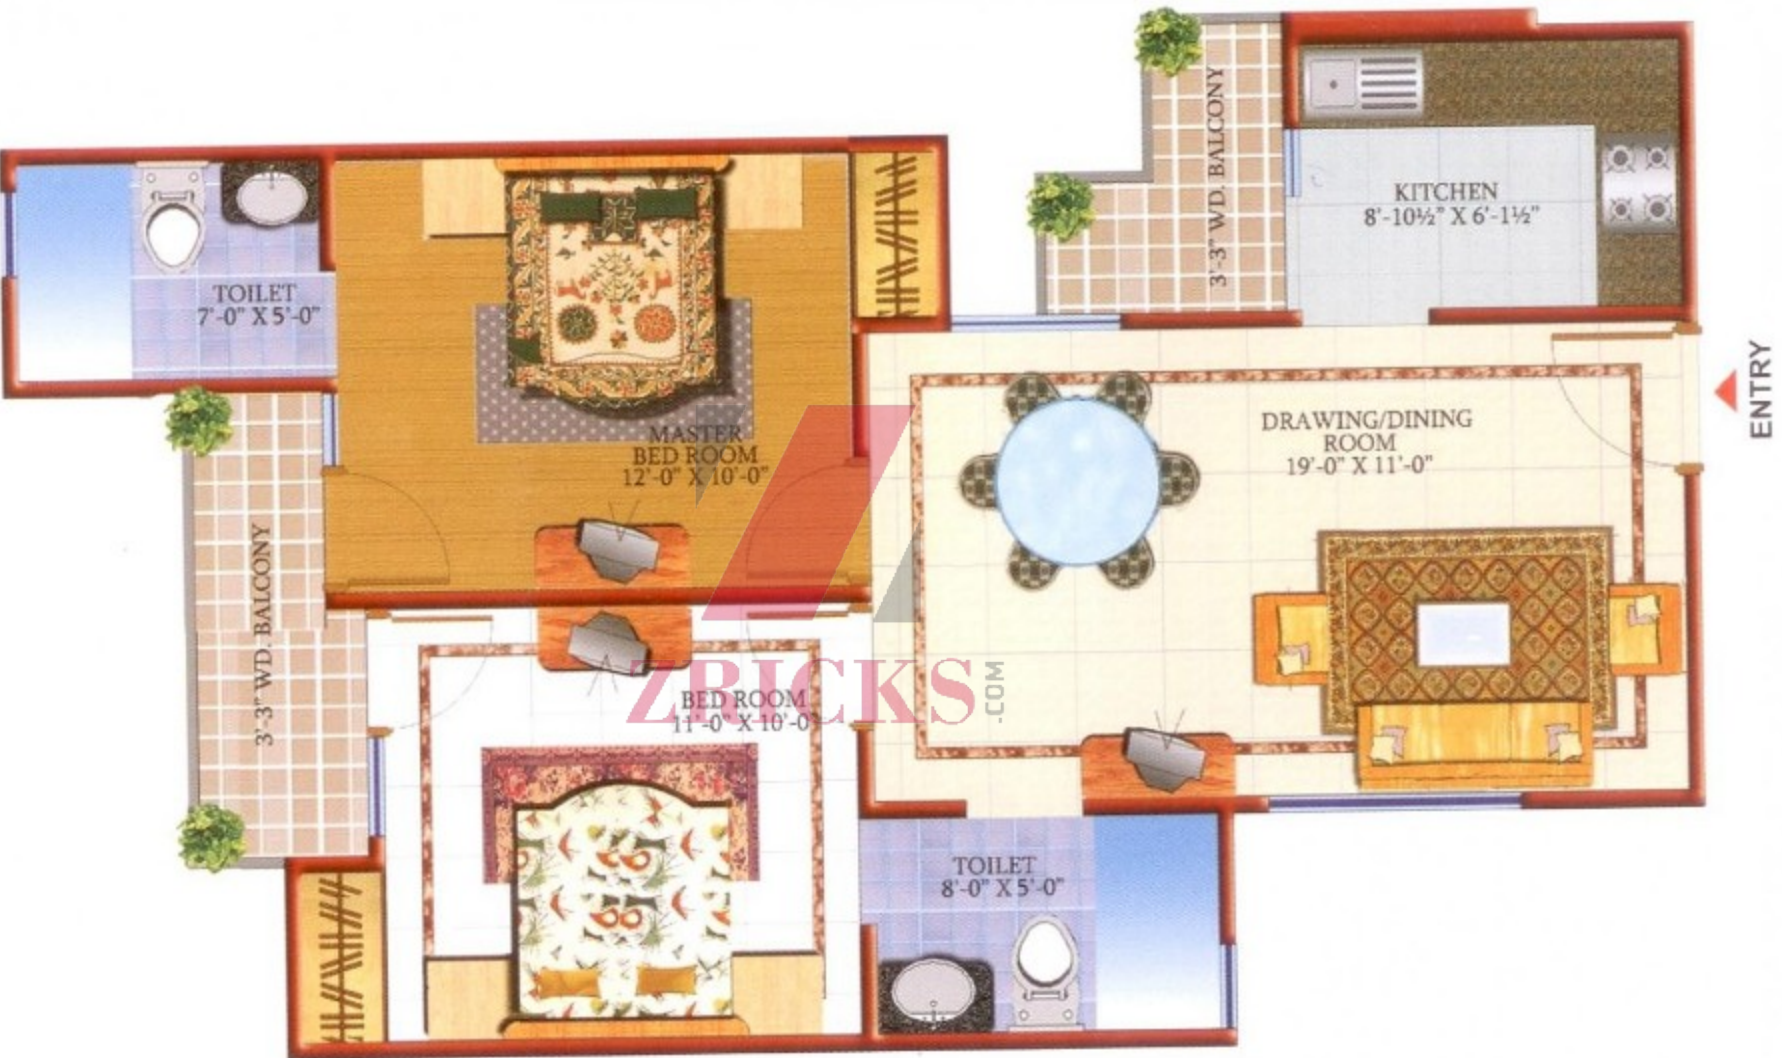 3'-3" WD. BALCONY
KITCHEN
8'-10½" X 6'-1½"
TOILET
7'-0" X 5'-0"
MASTER
BED ROOM
12'-0" X 10'-0"
DRAWING/DINING
ROOM
19'-0" X 11'-0"
ENTRY
3'-3" WD. BALCONY
BED ROOM
11'-0" X 10'-0
ZRICKS.COM
TOILET
8'-0" X 5'-0"